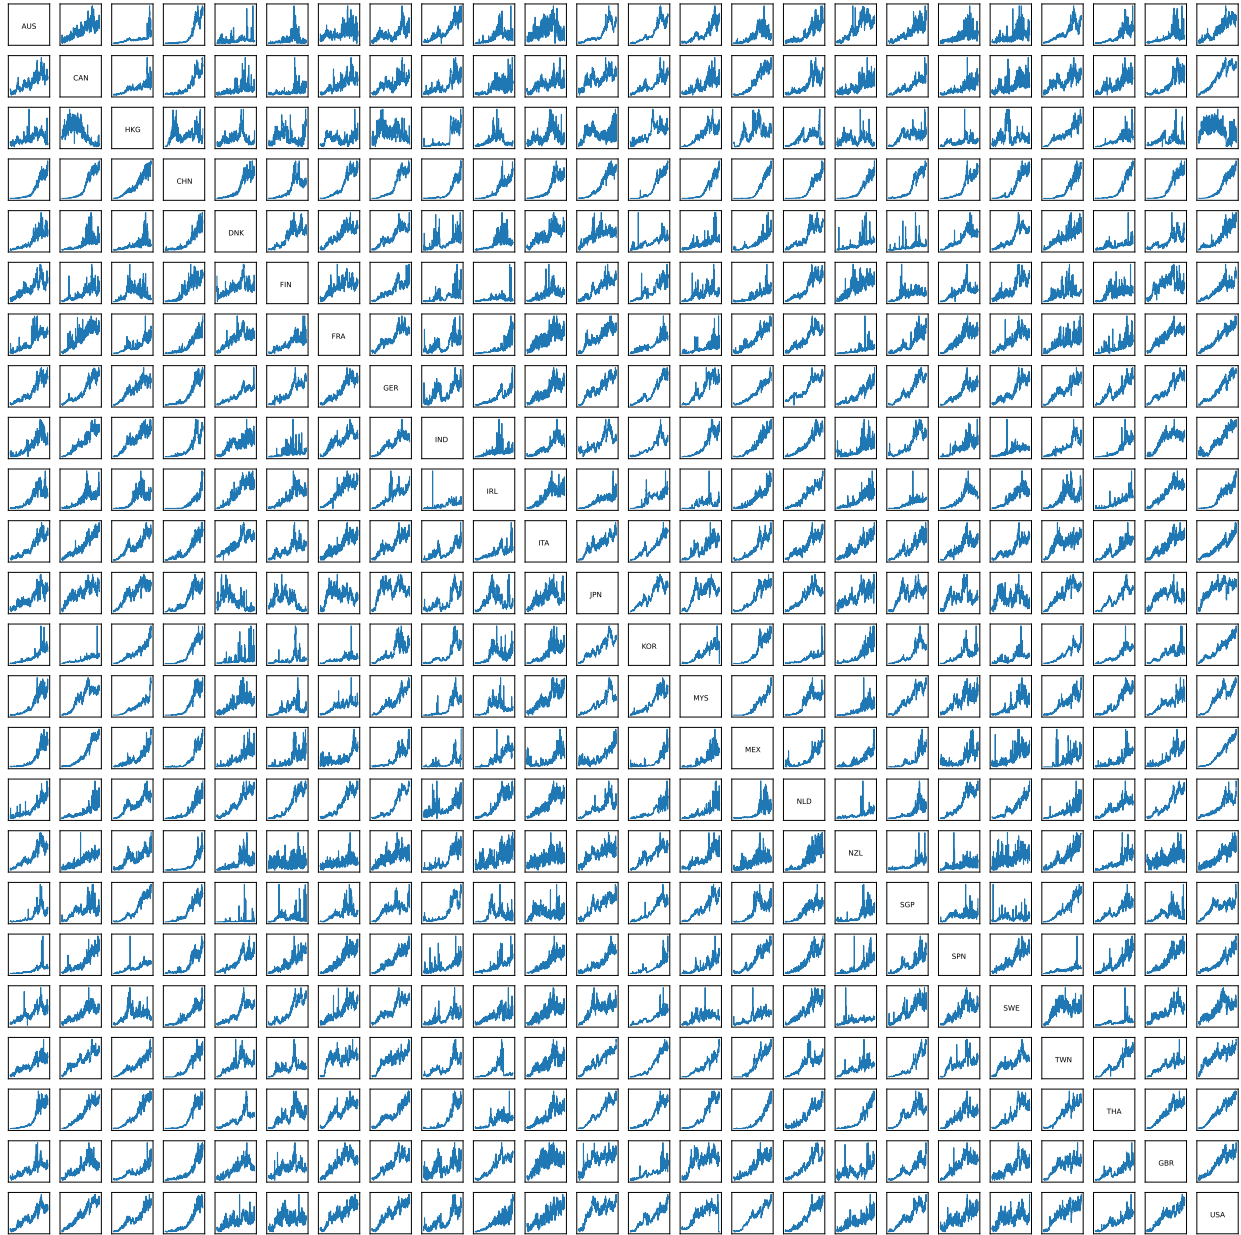 AUS
CAN
HKG
CHN
DNK
FIN
FRA
GER
IND
IRL
ITA
JPN
KOR
MYS
MEX
NLD
NZL
SGP
SPN
SWE
TWN
THA
GBR
USA